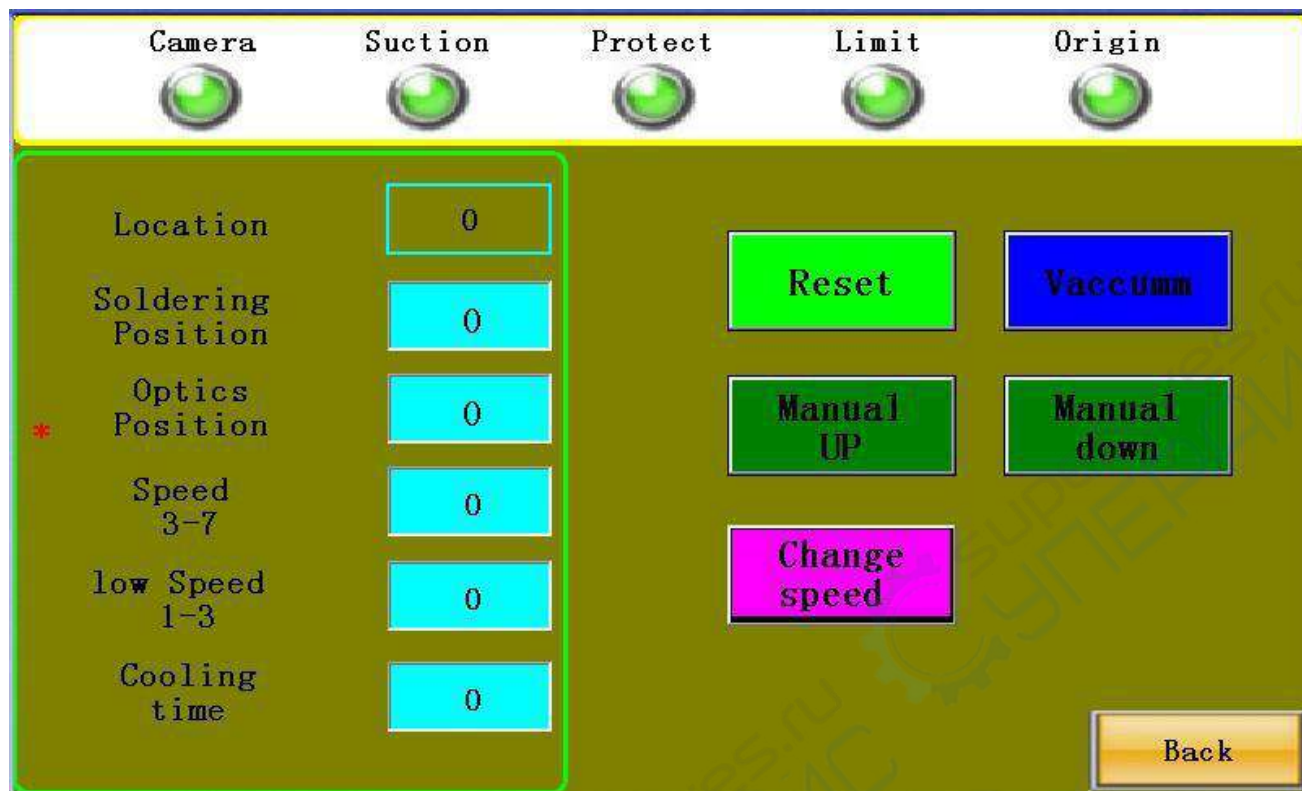 Camera Suction Protect Limit Origin
Location 0
Soldering
Position 0
Optics
* Position 0
Speed
3-7 0
low Speed
1-3 0
Cooling
time 0
Reset Vaccumm
Manual
UP
Manual
down
Change
speed
Back